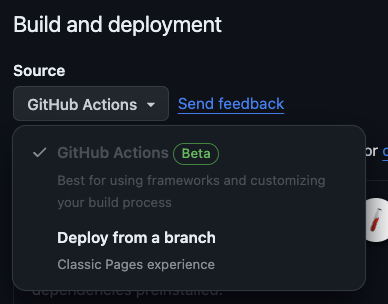 Build and deployment
Source
GitHub Actions Send feedback
GitHub Actions Beta
or
Best for using frameworks and customizing
your build process
Deploy from a branch
Classic Pages experience
dependencies preinstalled.